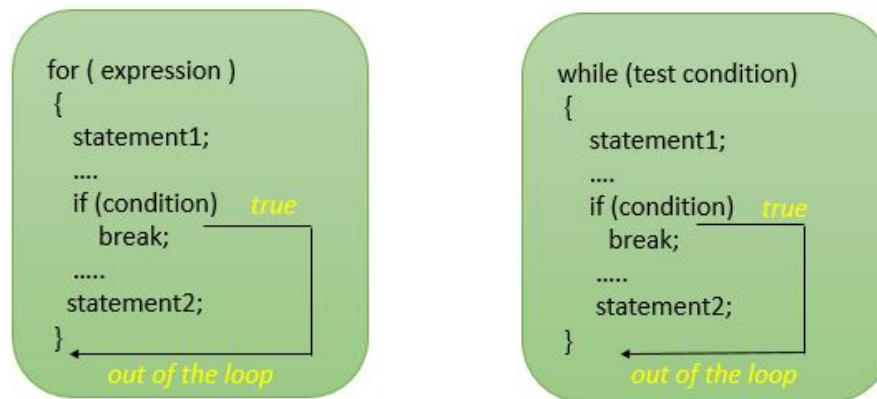 for ( expression )
{
statement1;
....
if (condition) true
break;
.....
statement2;
}
out of the loop
while (test condition)
{
statement1;
....
if (condition) true
break;
.....
statement2;
}
out of the loop